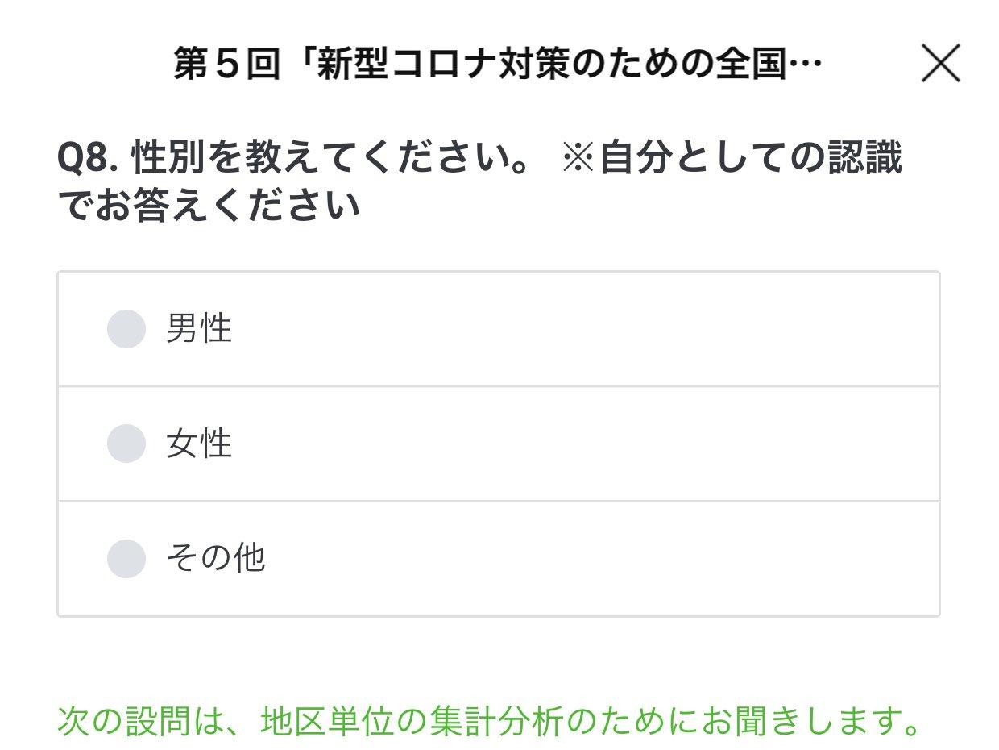 第５回「新型コロナ対策のための全国…
Q8. 性別を教えてください。 ※自分としての認識
でお答えください
男性
女性
その他
次の設問は、地区単位の集計分析のためにお聞きします。